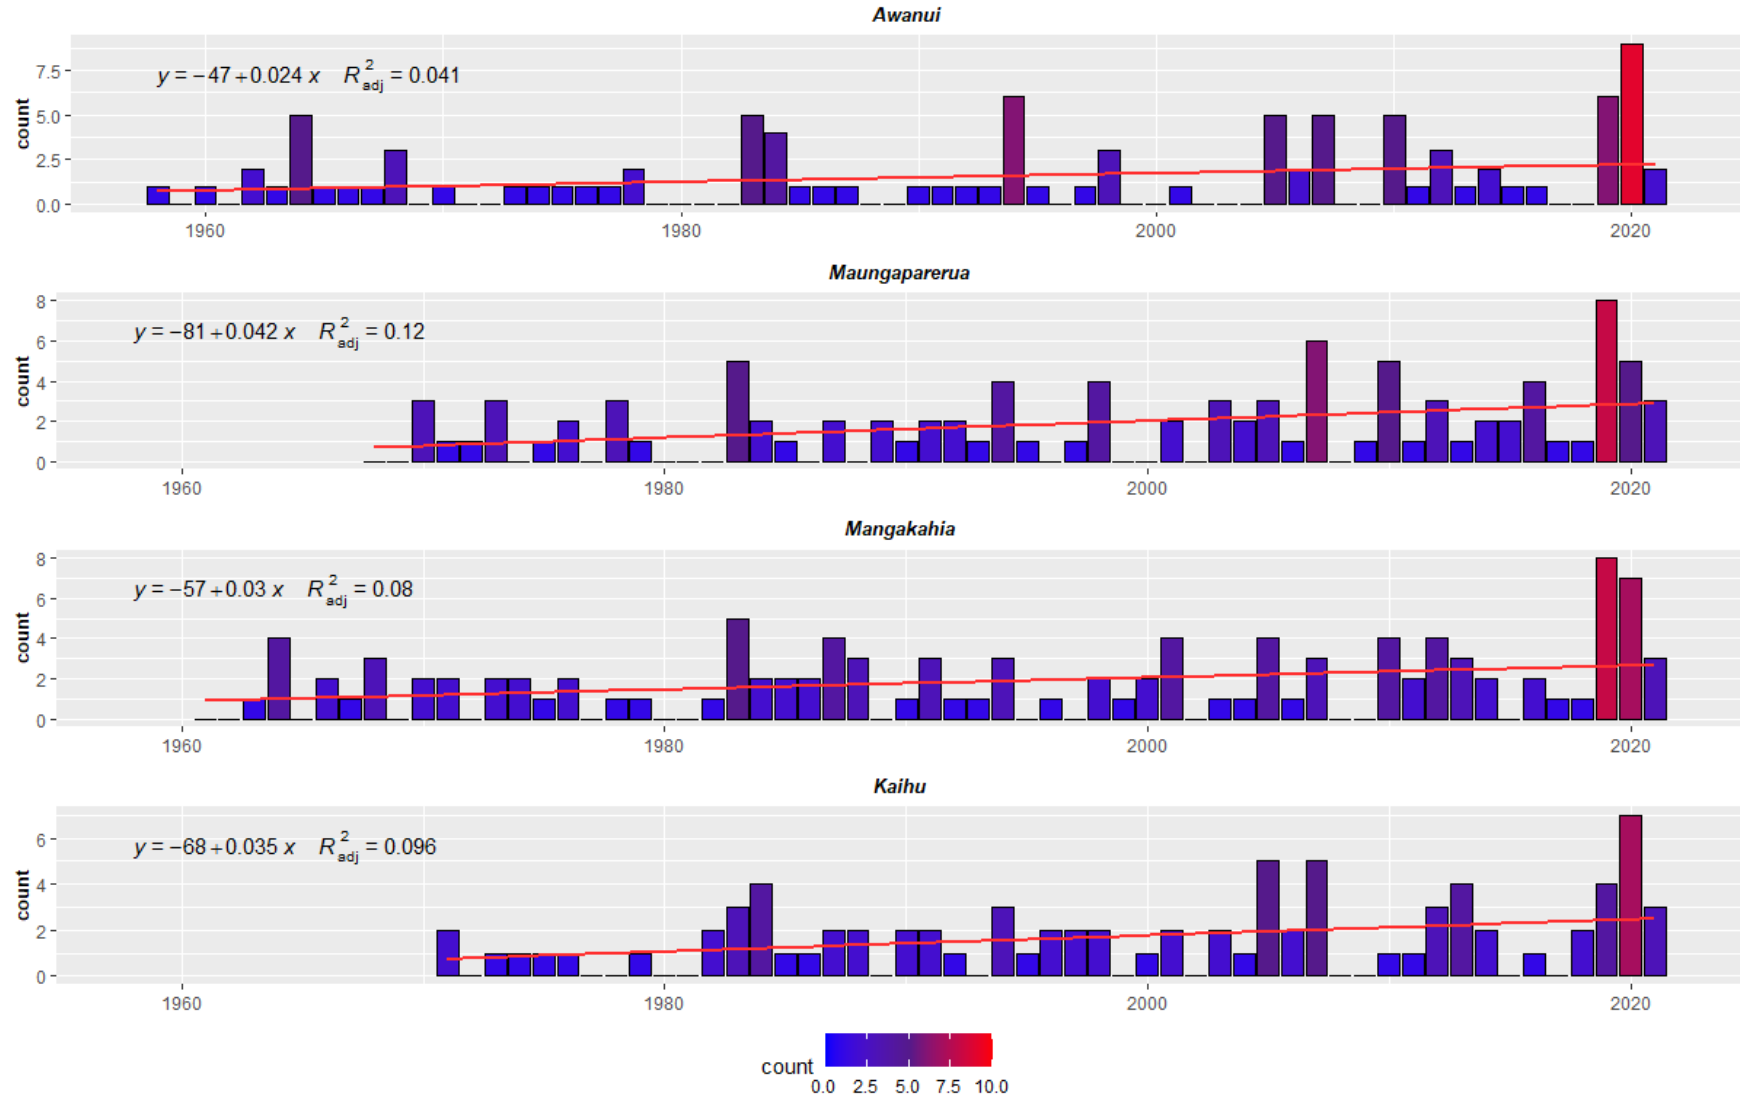 Awanui
y = −47 + 0.024 x R²adj = 0.041
count
7.5
5.0
2.5
0.0
1960 1980 2000 2020
Maungaparerua
y = −81 + 0.042 x R²adj = 0.12
count
8
6
4
2
0
1960 1980 2000 2020
Mangakahia
y = −57 + 0.03 x R²adj = 0.08
count
8
6
4
2
0
1960 1980 2000 2020
Kaihu
y = −68 + 0.035 x R²adj = 0.096
count
6
4
2
0
1960 1980 2000 2020
count
0.0 2.5 5.0 7.5 10.0